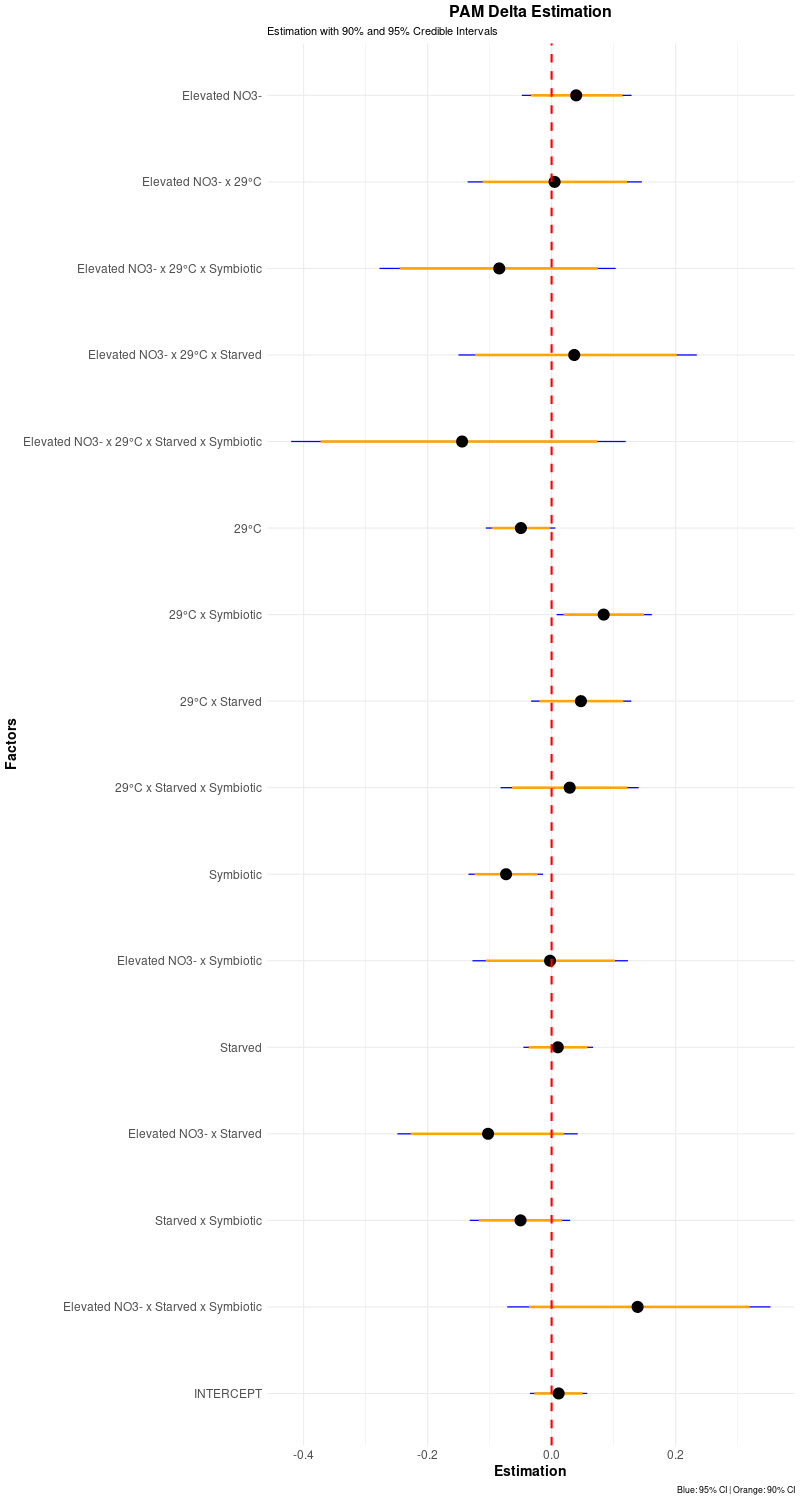 PAM Delta Estimation
Estimation with 90% and 95% Credible Intervals
Elevated NO3-
Elevated NO3- x 29°C
Elevated NO3- x 29°C x Symbiotic
Elevated NO3- x 29°C x Starved
Elevated NO3- x 29°C x Starved x Symbiotic
29°C
29°C x Symbiotic
29°C x Starved
29°C x Starved x Symbiotic
Symbiotic
Elevated NO3- x Symbiotic
Starved
Elevated NO3- x Starved
Starved x Symbiotic
Elevated NO3- x Starved x Symbiotic
INTERCEPT
Factors
-0.4 -0.2 0.0 0.2
Estimation
Blue: 95% CI | Orange: 90% CI